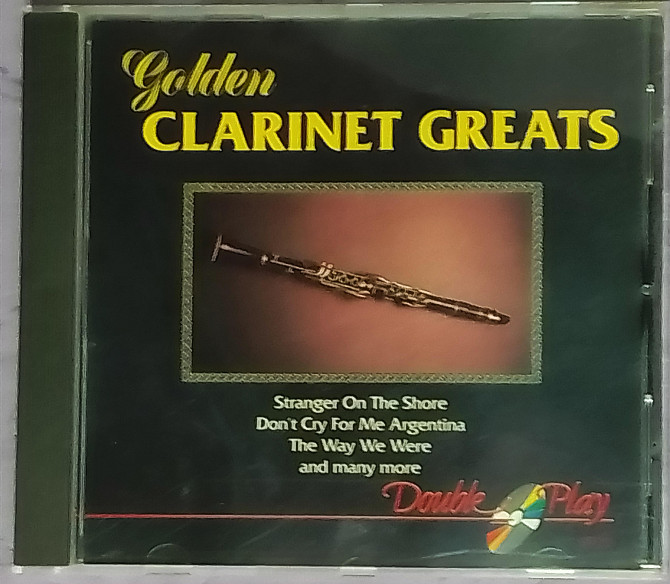 Golden
CLARINET GREATS
Stranger On The Shore
Don't Cry For Me Argentina
The Way We Were
and many more
Double Play